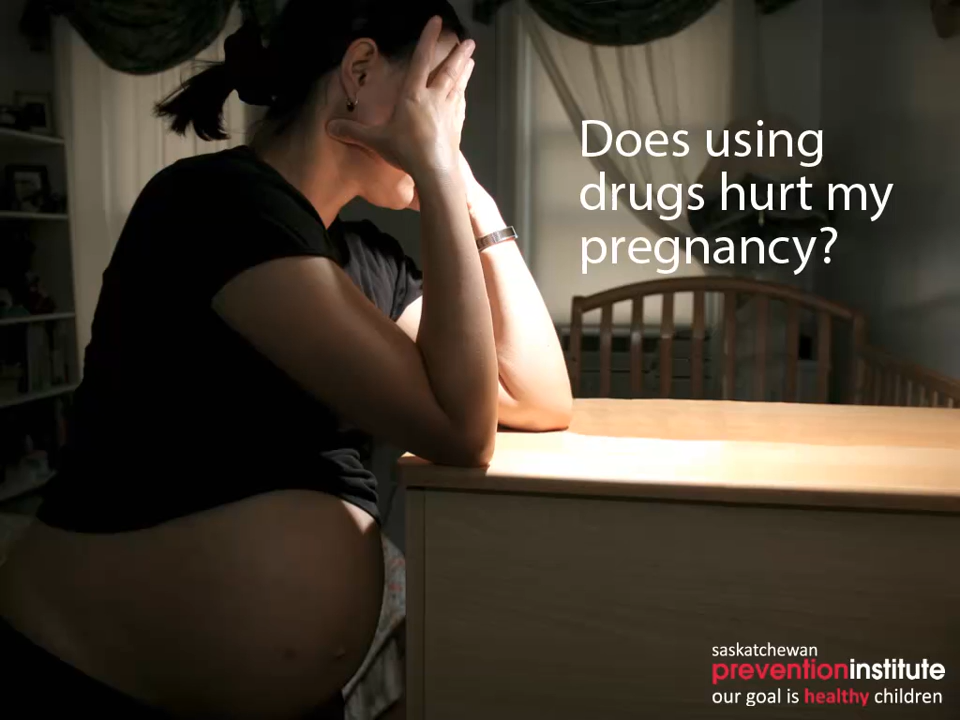 Does using
drugs hurt my
pregnancy?
saskatchewan
preventioninstitute
our goal is healthy children